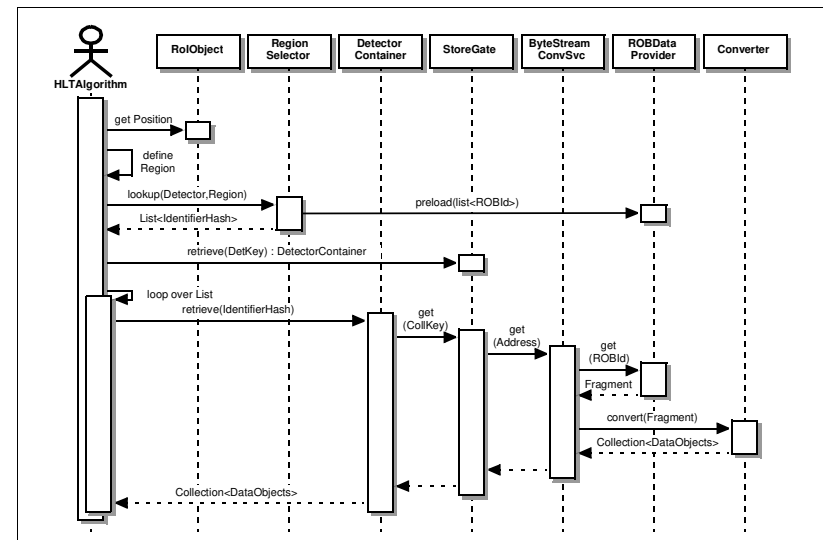 RoIObject
Region
Selector
Detector
Container
StoreGate
ByteStream
ConvSvc
ROBData
Provider
Converter
HLTAlgorithm
get Position
define
Region
lookup(Detector,Region)
preload(list<ROBId>)
List<IdentifierHash>
retrieve(DetKey) : DetectorContainer
loop over List
retrieve(IdentifierHash)
get
(CollKey)
get
(Address)
get
(ROBId)
Fragment
convert(Fragment)
Collection<DataObjects>
Collection<DataObjects>